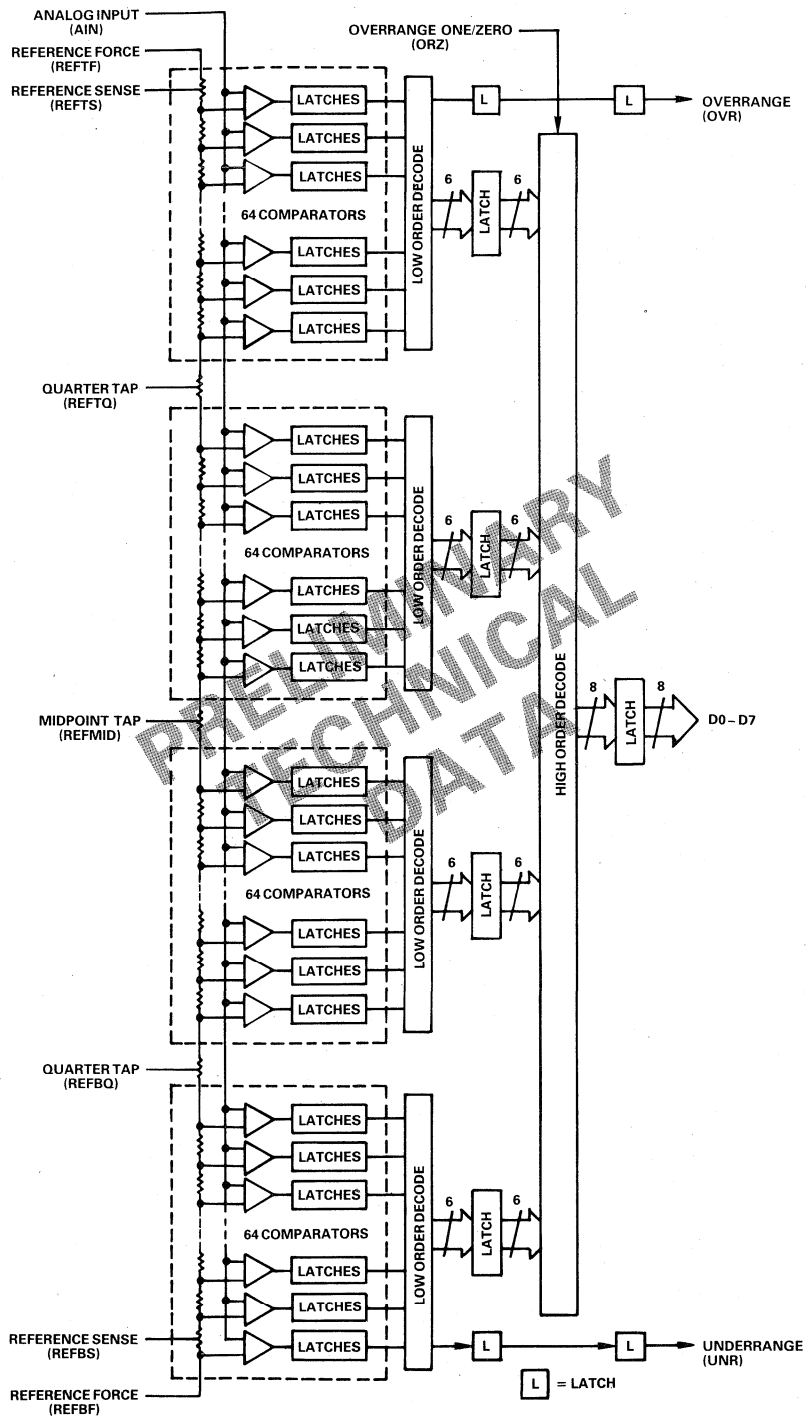 ANALOG INPUT
(AIN)
REFERENCE FORCE
(REFTF)
REFERENCE SENSE
(REFTS)
OVERRANGE ONE/ZERO
(ORZ)
LATCHES
LATCHES
LATCHES
64 COMPARATORS
LATCHES
LATCHES
LATCHES
LOW ORDER DECODE
L
L
OVERRANGE
(OVR)
6
LATCH
6
QUARTER TAP
(REFTQ)
LATCHES
LATCHES
LATCHES
64 COMPARATORS
LATCHES
LATCHES
LATCHES
LOW ORDER DECODE
6
LATCH
6
PRELIMINARY
TECHNICAL
DATA
HIGH ORDER DECODE
8
LATCH
8
D0–D7
MIDPOINT TAP
(REFMID)
LATCHES
LATCHES
LATCHES
64 COMPARATORS
LATCHES
LATCHES
LATCHES
LOW ORDER DECODE
6
LATCH
6
QUARTER TAP
(REFBQ)
LATCHES
LATCHES
LATCHES
64 COMPARATORS
LATCHES
LATCHES
LATCHES
LOW ORDER DECODE
6
LATCH
6
REFERENCE SENSE
(REFBS)
REFERENCE FORCE
(REFBF)
L
L
UNDERRANGE
(UNR)
L = LATCH